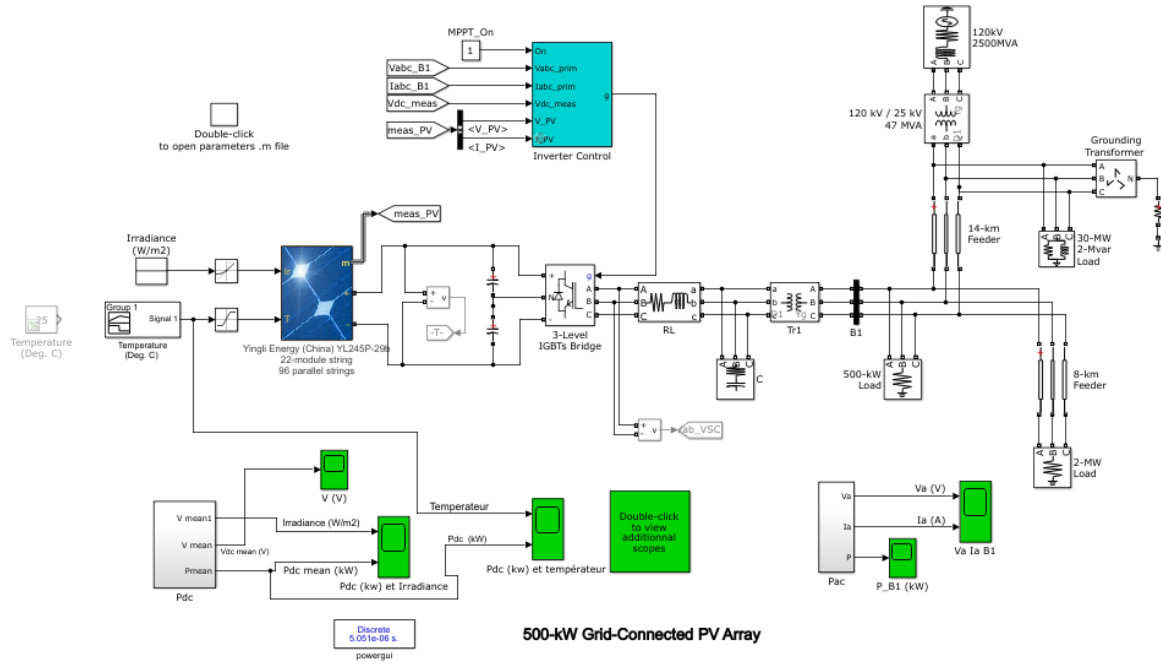 MPPT_On
1
Vabc_B1
Iabc_B1
Vdc_meas
meas_PV
<V_PV>
<I_PV>
On
Vabc_prim
Iabc_prim
Vdc_meas
V_PV
I_PV
g
Inverter Control
Double-click
to open parameters .m file
120kV
2500MVA
A B C
A B C
120 kV / 25 kV
47 MVA
a b c
Grounding
Transformer
A
B
C
N
14-km
Feeder
A B C
30-MW
2-Mvar
Load
meas_PV
Irradiance
(W/m2)
Ir
m
+
T
-
Group 1
Signal 1
Temperature
(Deg. C)
25
Temperature
(Deg. C)
Yingli Energy (China) YL245P-29b
22-module string
96 parallel strings
+
-
v
-T-
+
N
-
g
A
B
C
3-Level
IGBTs Bridge
A a
B b
C c
RL
A B C
C
a A
b B
c C
Yg
Tr1
B1
A B C
500-kW
Load
8-km
Feeder
A B C
2-MW
Load
+
-
v
ab_VSC
V (V)
V mean1
V mean
Pmean
Pdc
Irradiance (W/m2)
Vdc mean (V)
Pdc mean (kW)
Pdc (kw) et Irradiance
Temperateur
Pdc (kW)
Pdc (kw) et température
Double-click
to view
additionnal
scopes
Va
Ia
P
Pac
Va (V)
Ia (A)
Va Ia B1
P_B1 (kW)
Discrete
5.051e-06 s.
powergui
500-kW Grid-Connected PV Array